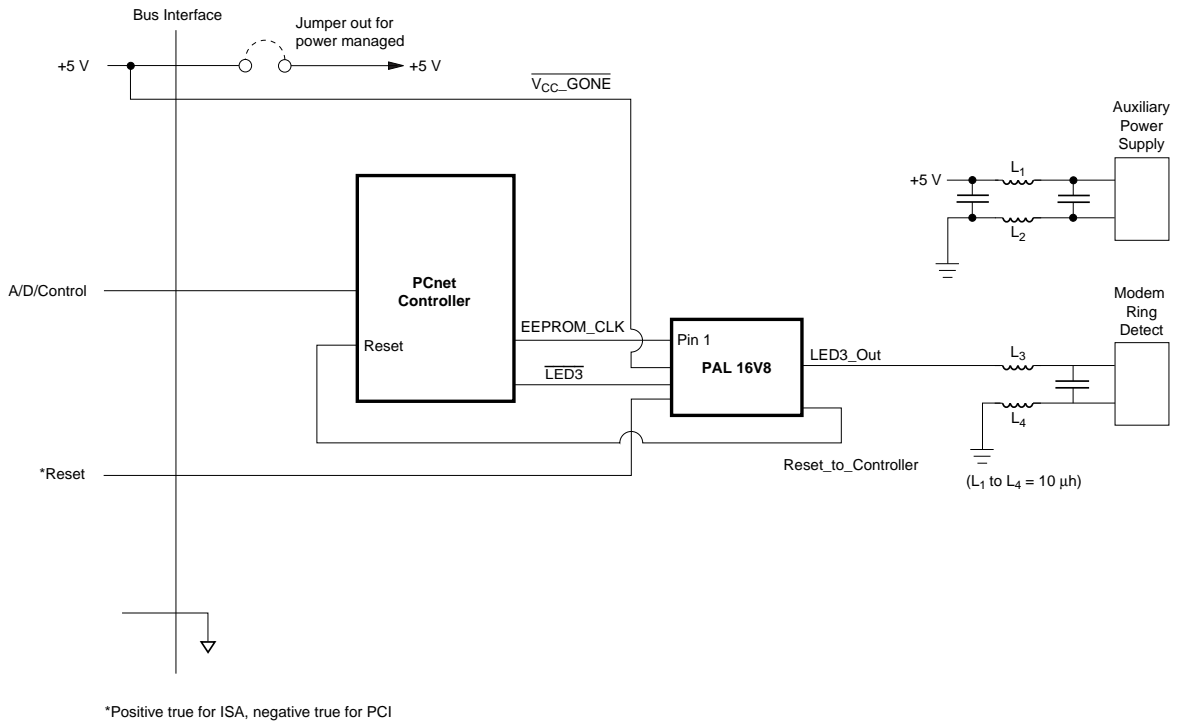 Bus Interface
Jumper out for
power managed
+5 V
+5 V
V̅C̅C̅_̅G̅O̅N̅E̅
Auxiliary
Power
Supply
+5 V
L1
L2
A/D/Control
PCnet
Controller
Reset
EEPROM_CLK
L̅E̅D̅3̅
Pin 1
PAL 16V8
LED3_Out
Modem
Ring
Detect
L3
L4
*Reset
Reset_to_Controller
(L1 to L4 = 10 μh)
*Positive true for ISA, negative true for PCI